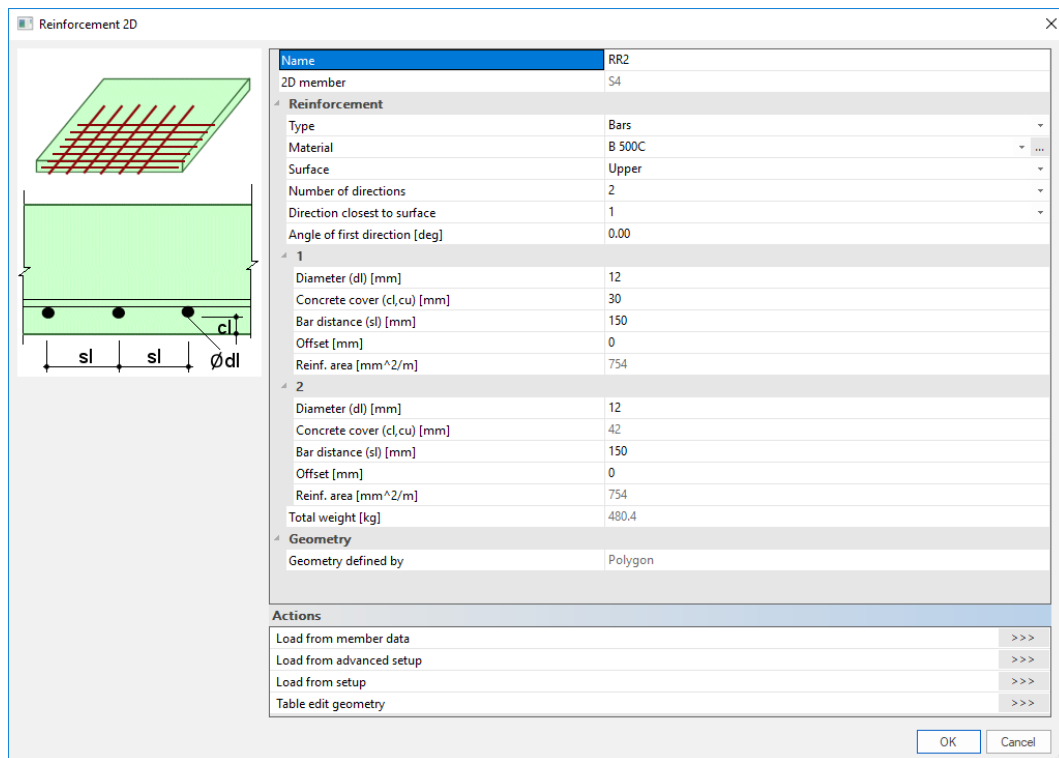 Reinforcement 2D
Name RR2
2D member S4
Reinforcement
Type Bars
Material B 500C ...
Surface Upper
Number of directions 2
Direction closest to surface 1
Angle of first direction [deg] 0.00
1
Diameter (dl) [mm] 12
Concrete cover (cl,cu) [mm] 30
Bar distance (sl) [mm] 150
Offset [mm] 0
Reinf. area [mm^2/m] 754
2
Diameter (dl) [mm] 12
Concrete cover (cl,cu) [mm] 42
Bar distance (sl) [mm] 150
Offset [mm] 0
Reinf. area [mm^2/m] 754
Total weight [kg] 480.4
Geometry
Geometry defined by Polygon
cl
sl sl Ødl
Actions
Load from member data >>>
Load from advanced setup >>>
Load from setup >>>
Table edit geometry >>>
OK Cancel